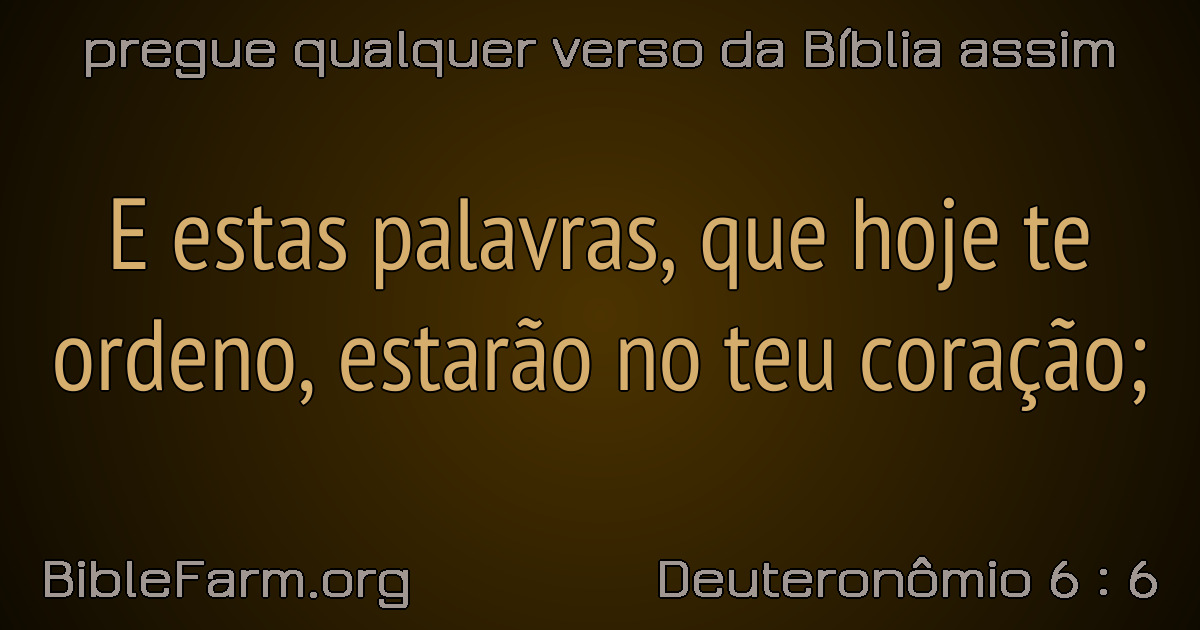 pregue qualquer verso da Bíblia assim
E estas palavras, que hoje te
ordeno, estarão no teu coração;
BibleFarm.org
Deuteronômio 6 : 6